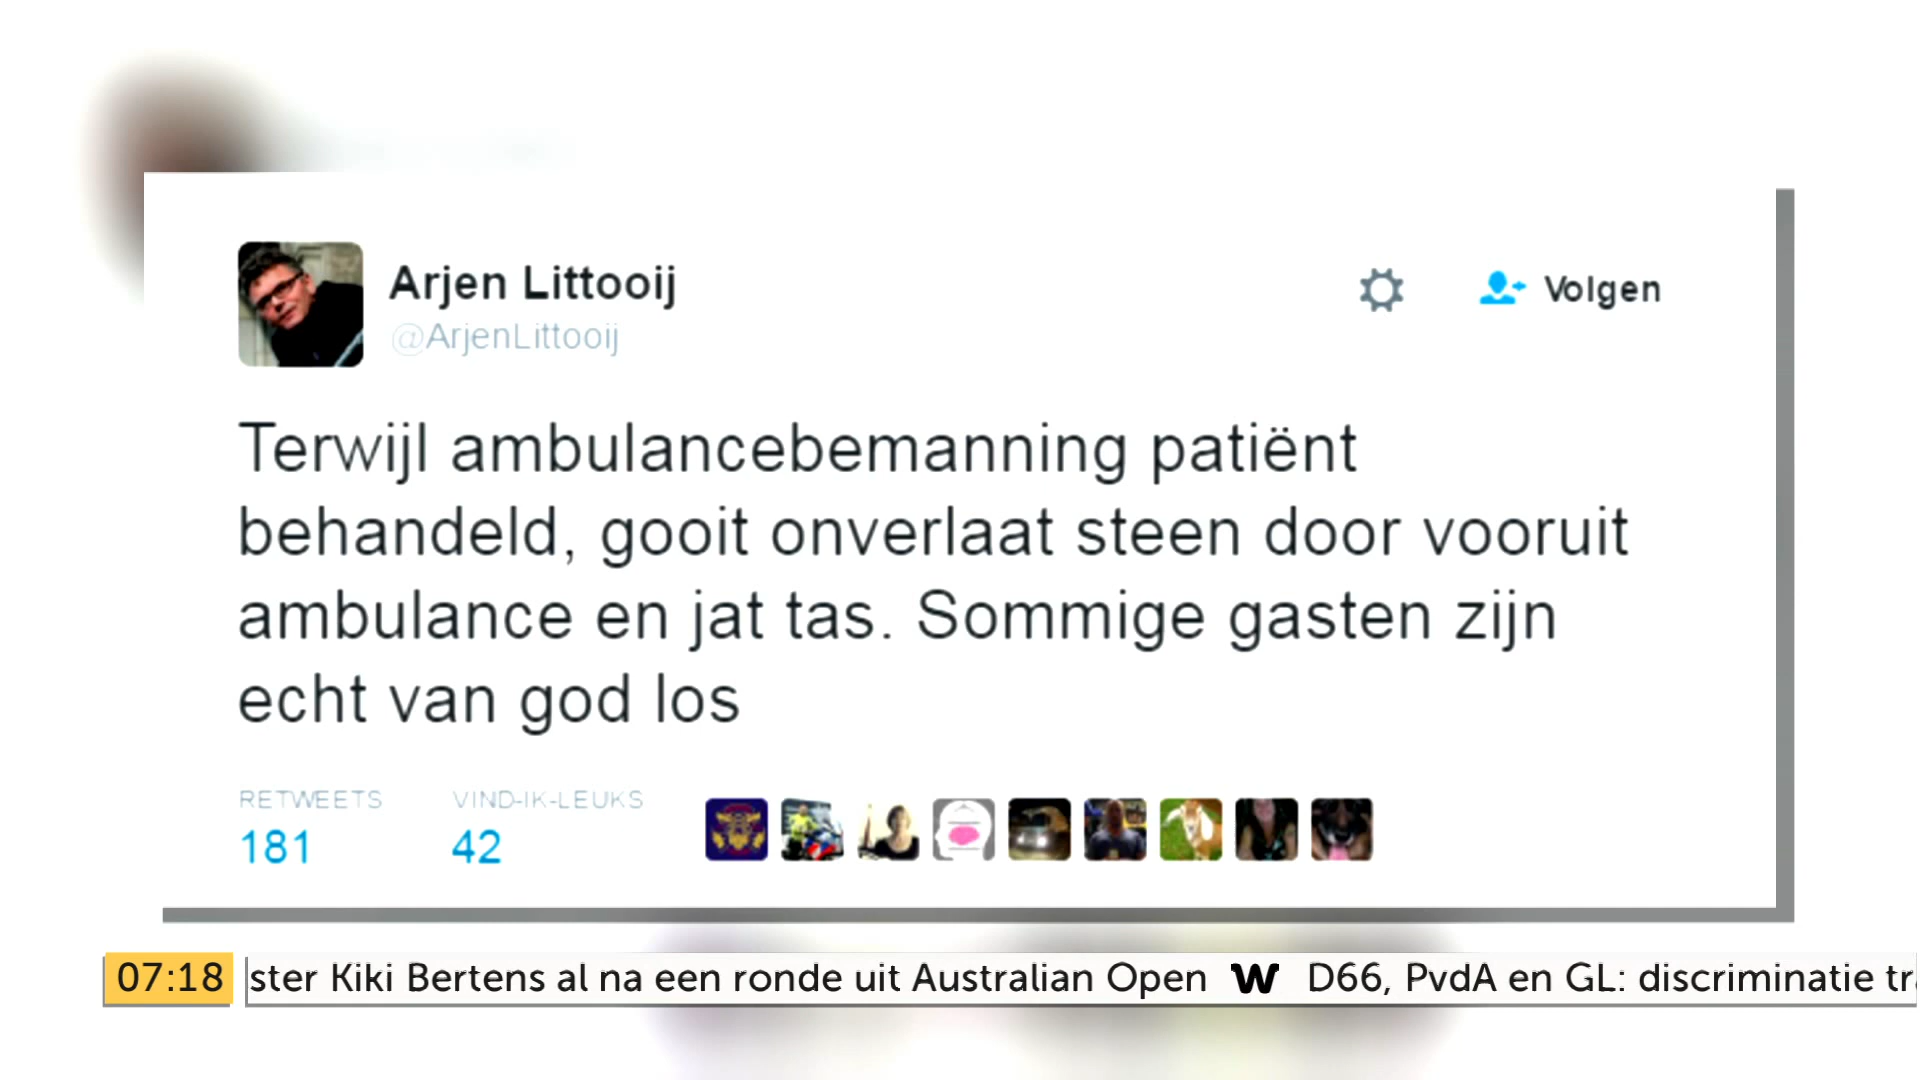 Arjen Littooij
@ArjenLittooij
Volgen
Terwijl ambulancebemanning patiënt
behandeld, gooit onverlaat steen door vooruit
ambulance en jat tas. Sommige gasten zijn
echt van god los
RETWEETS
VIND-IK-LEUKS
181
42
07:18
ster Kiki Bertens al na een ronde uit Australian Open W D66, PvdA en GL: discriminatie tr